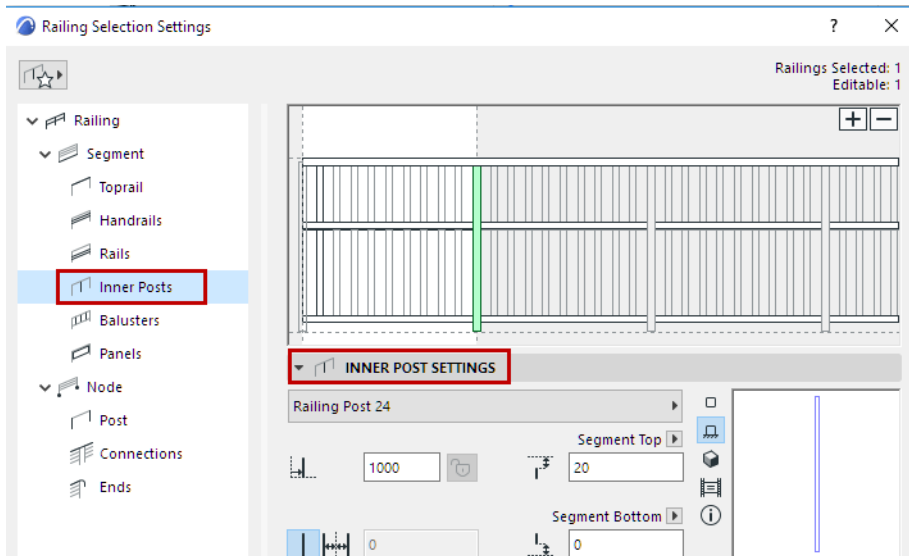 Railing Selection Settings
?
Railings Selected: 1
Editable: 1
Railing
Segment
Toprail
Handrails
Rails
Inner Posts
Balusters
Panels
Node
Post
Connections
Ends
INNER POST SETTINGS
Railing Post 24
Segment Top
1000
20
Segment Bottom
0
0